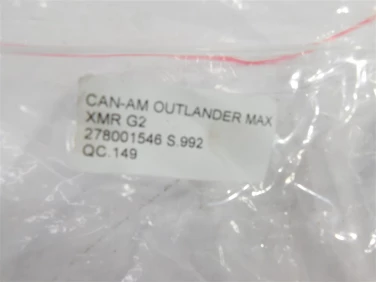 CAN-AM OUTLANDER MAX
XMR G2
278001546 S.992
QC.149